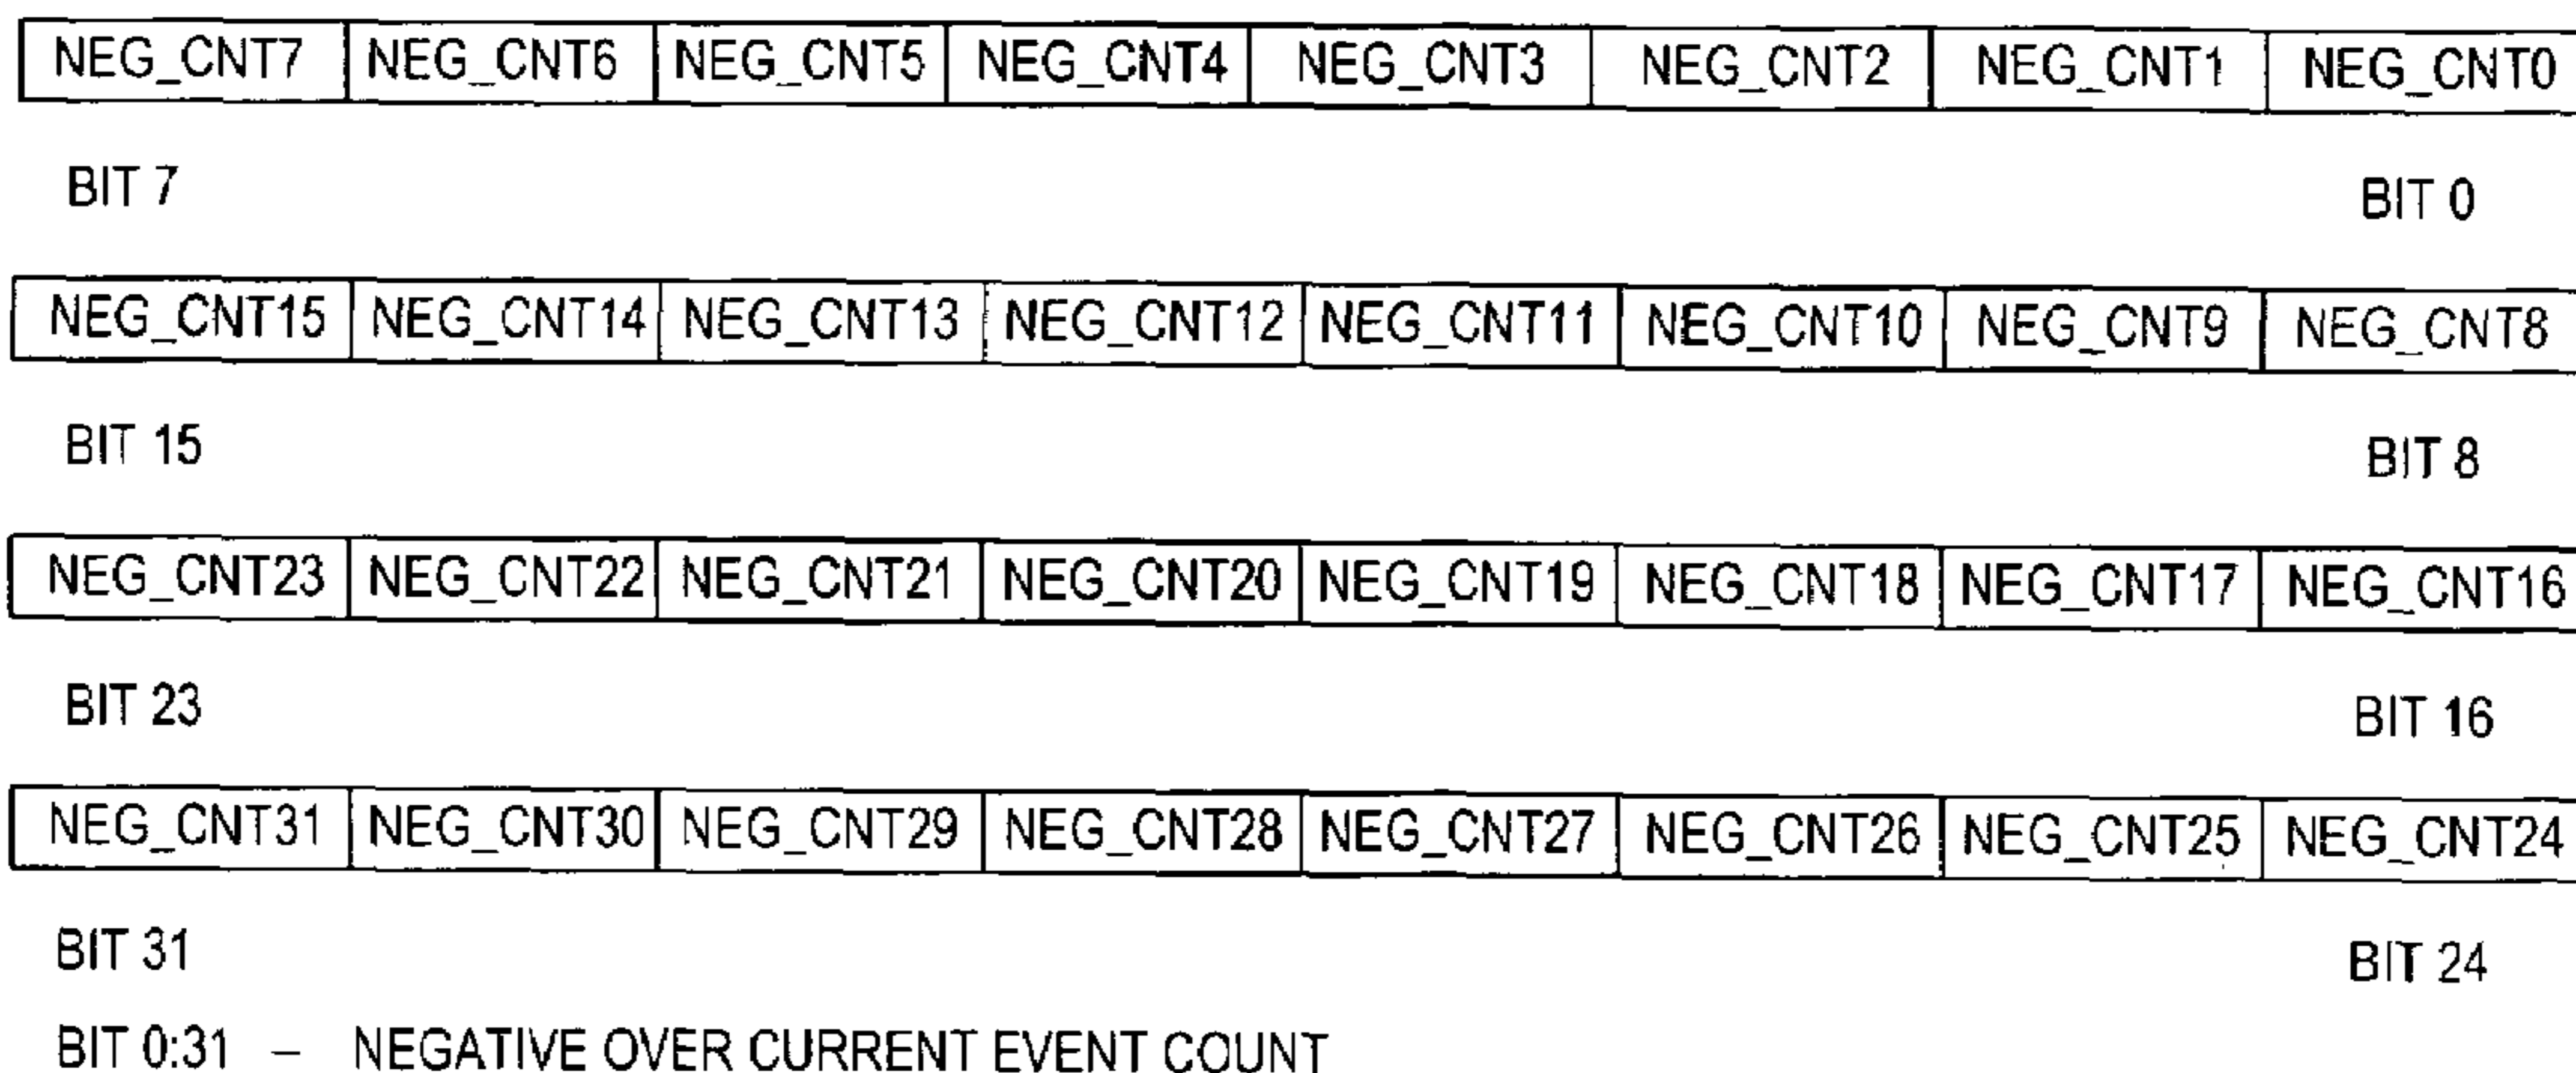 NEG_CNT7 NEG_CNT6 NEG_CNT5 NEG_CNT4 NEG_CNT3 NEG_CNT2 NEG_CNT1 NEG_CNT0
BIT 7 BIT 0
NEG_CNT15 NEG_CNT14 NEG_CNT13 NEG_CNT12 NEG_CNT11 NEG_CNT10 NEG_CNT9 NEG_CNT8
BIT 15 BIT 8
NEG_CNT23 NEG_CNT22 NEG_CNT21 NEG_CNT20 NEG_CNT19 NEG_CNT18 NEG_CNT17 NEG_CNT16
BIT 23 BIT 16
NEG_CNT31 NEG_CNT30 NEG_CNT29 NEG_CNT28 NEG_CNT27 NEG_CNT26 NEG_CNT25 NEG_CNT24
BIT 31 BIT 24
BIT 0:31 – NEGATIVE OVER CURRENT EVENT COUNT